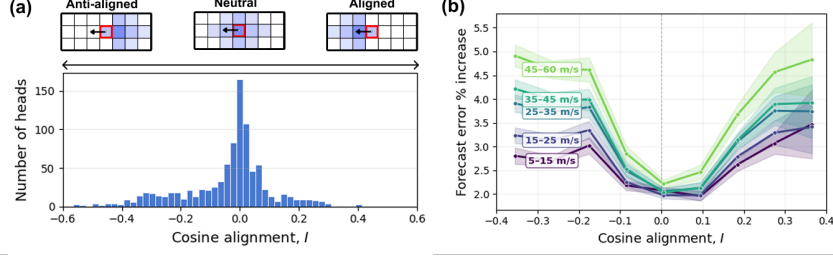 (a)
Anti-aligned
Neutral
Aligned
Number of heads
150
100
50
0
−0.6
−0.4
−0.2
0.0
0.2
0.4
0.6
Cosine alignment, I
(b)
Forecast error % increase
5.5
5.0
4.5
4.0
3.5
3.0
2.5
2.0
45–60 m/s
35–45 m/s
25–35 m/s
15–25 m/s
5–15 m/s
−0.4
−0.3
−0.2
−0.1
0.0
0.1
0.2
0.3
0.4
Cosine alignment, I